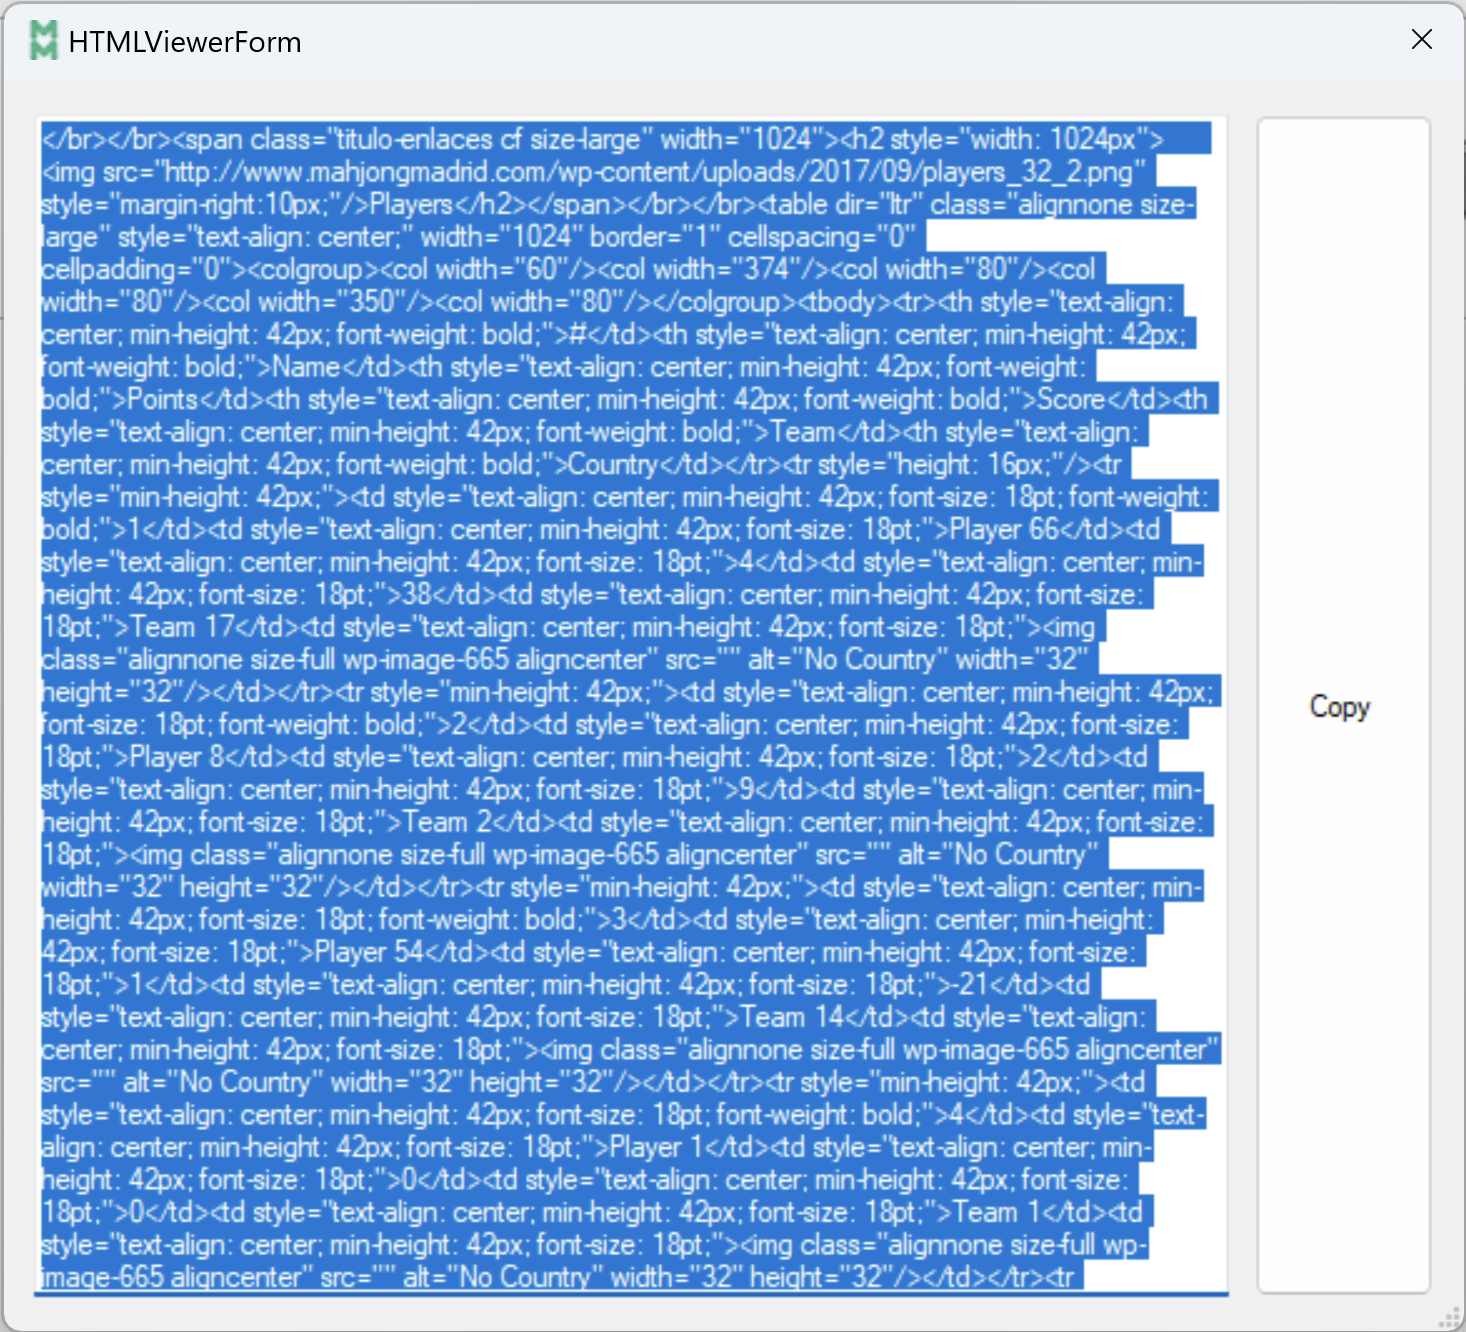 HTMLViewerForm
</br></br><span class="titulo-enlaces cf size-large" width="1024"><h2 style="width: 1024px">
<img src="http://www.mahjongmadrid.com/wp-content/uploads/2017/09/players_32_2.png"
style="margin-right:10px;"/>Players</h2></span></br></br><table dir="ltr" class="alignnone size-
large" style="text-align: center;" width="1024" border="1" cellspacing="0"
cellpadding="0"><colgroup><col width="60"/><col width="374"/><col width="80"/><col
width="80"/><col width="350"/><col width="80"/></colgroup><tbody><tr><th style="text-align:
center; min-height: 42px; font-weight: bold;">#</td><th style="text-align: center; min-height: 42px;
font-weight: bold;">Name</td><th style="text-align: center; min-height: 42px; font-weight:
bold;">Points</td><th style="text-align: center; min-height: 42px; font-weight: bold;">Score</td><th
style="text-align: center; min-height: 42px; font-weight: bold;">Team</td><th style="text-align:
center; min-height: 42px; font-weight: bold;">Country</td></tr><tr style="height: 16px;"/><tr
style="min-height: 42px;"><td style="text-align: center; min-height: 42px; font-size: 18pt; font-weight:
bold;">1</td><td style="text-align: center; min-height: 42px; font-size: 18pt;">Player 66</td><td
style="text-align: center; min-height: 42px; font-size: 18pt;">4</td><td style="text-align: center; min-
height: 42px; font-size: 18pt;">38</td><td style="text-align: center; min-height: 42px; font-size:
18pt;">Team 17</td><td style="text-align: center; min-height: 42px; font-size: 18pt;"><img
class="alignnone size-full wp-image-665 aligncenter" src="" alt="No Country" width="32"
height="32"/></td></tr><tr style="min-height: 42px;"><td style="text-align: center; min-height: 42px;
font-size: 18pt; font-weight: bold;">2</td><td style="text-align: center; min-height: 42px; font-size:
18pt;">Player 8</td><td style="text-align: center; min-height: 42px; font-size: 18pt;">2</td><td
style="text-align: center; min-height: 42px; font-size: 18pt;">9</td><td style="text-align: center; min-
height: 42px; font-size: 18pt;">Team 2</td><td style="text-align: center; min-height: 42px; font-size:
18pt;"><img class="alignnone size-full wp-image-665 aligncenter" src="" alt="No Country"
width="32" height="32"/></td></tr><tr style="min-height: 42px;"><td style="text-align: center; min-
height: 42px; font-size: 18pt; font-weight: bold;">3</td><td style="text-align: center; min-height:
42px; font-size: 18pt;">Player 54</td><td style="text-align: center; min-height: 42px; font-size:
18pt;">1</td><td style="text-align: center; min-height: 42px; font-size: 18pt;">-21</td><td
style="text-align: center; min-height: 42px; font-size: 18pt;">Team 14</td><td style="text-align:
center; min-height: 42px; font-size: 18pt;"><img class="alignnone size-full wp-image-665 aligncenter"
src="" alt="No Country" width="32" height="32"/></td></tr><tr style="min-height: 42px;"><td
style="text-align: center; min-height: 42px; font-size: 18pt; font-weight: bold;">4</td><td style="text-
align: center; min-height: 42px; font-size: 18pt;">Player 1</td><td style="text-align: center; min-
height: 42px; font-size: 18pt;">0</td><td style="text-align: center; min-height: 42px; font-size:
18pt;">0</td><td style="text-align: center; min-height: 42px; font-size: 18pt;">Team 1</td><td
style="text-align: center; min-height: 42px; font-size: 18pt;"><img class="alignnone size-full wp-
image-665 aligncenter" src="" alt="No Country" width="32" height="32"/></td></tr><tr
Copy